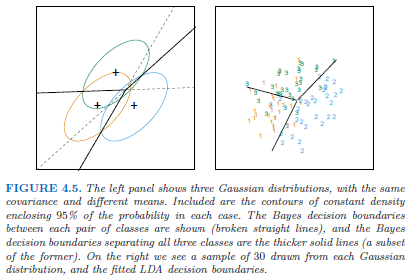 FIGURE 4.5. The left panel shows three Gaussian distributions, with the same
covariance and different means. Included are the contours of constant density
enclosing 95% of the probability in each case. The Bayes decision boundaries
between each pair of classes are shown (broken straight lines), and the Bayes
decision boundaries separating all three classes are the thicker solid lines (a subset
of the former). On the right we see a sample of 30 drawn from each Gaussian
distribution, and the fitted LDA decision boundaries.